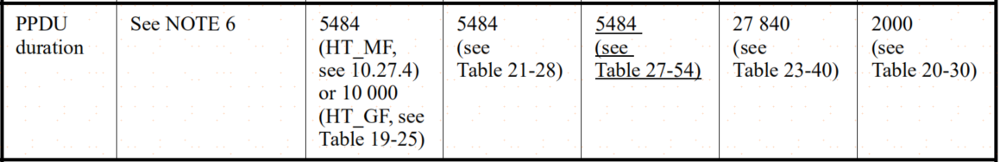 PPDU
duration
See NOTE 6
5484
(HT_MF,
see 10.27.4)
or 10 000
(HT_GF, see
Table 19-25)
5484
(see
Table 21-28)
5484
(see
Table 27-54)
27 840
(see
Table 23-40)
2000
(see
Table 20-30)